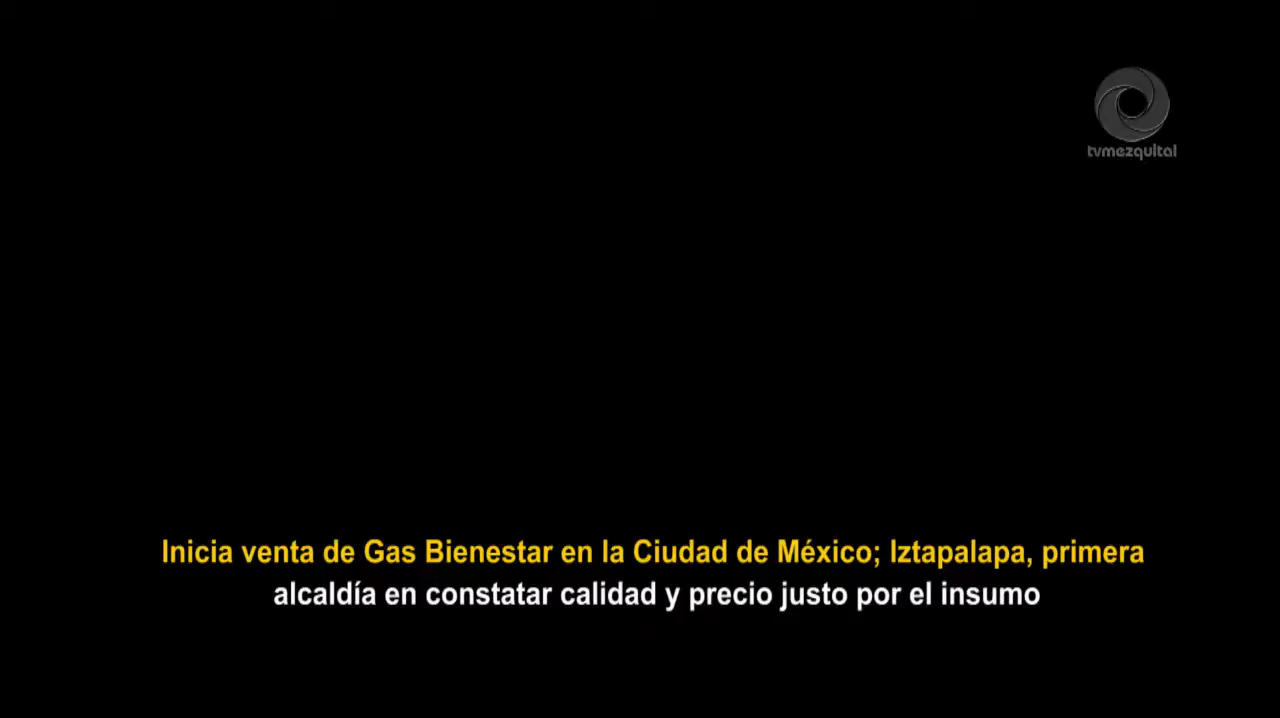 tvmezquital
Inicia venta de Gas Bienestar en la Ciudad de México; Iztapalapa, primera
alcaldía en constatar calidad y precio justo por el insumo